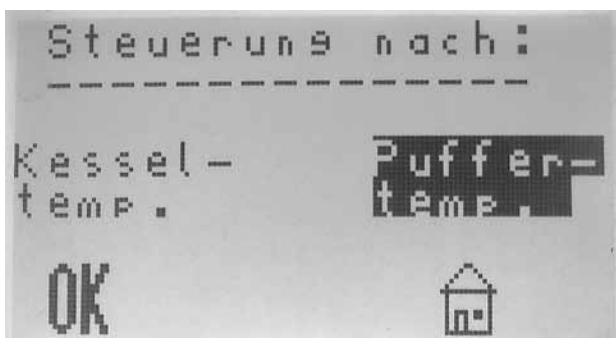 Steuerung nach:
----------------
Kessel-
temp.
Puffer-
temp.
OK